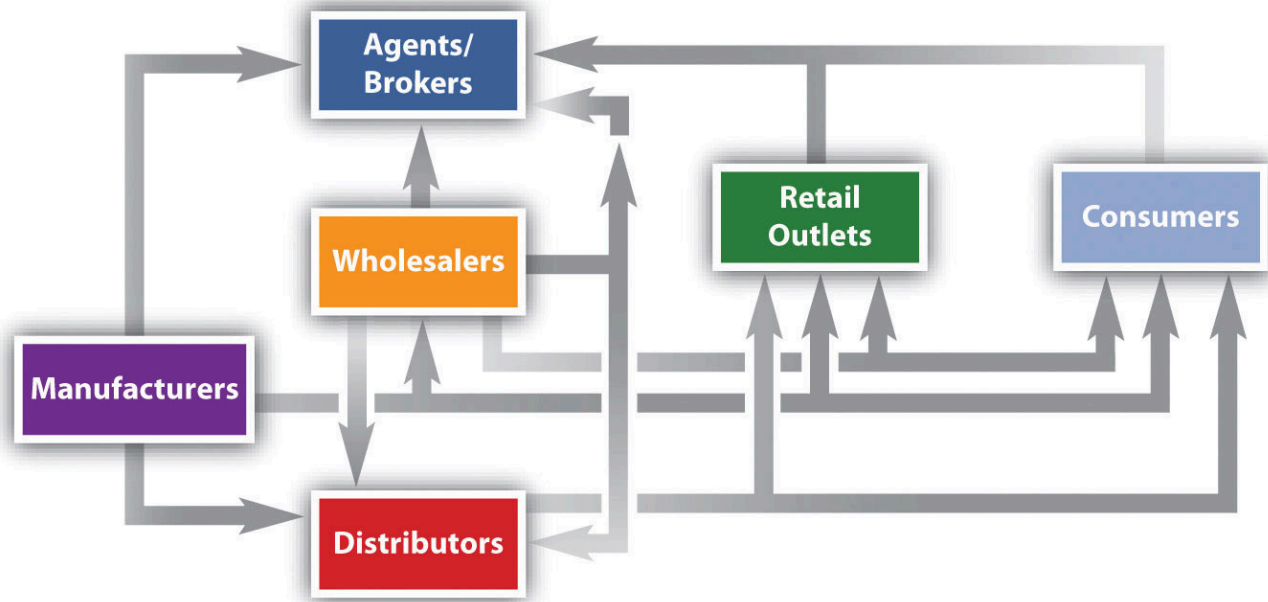 Agents/
Brokers
Retail
Outlets
Consumers
Wholesalers
Manufacturers
Distributors